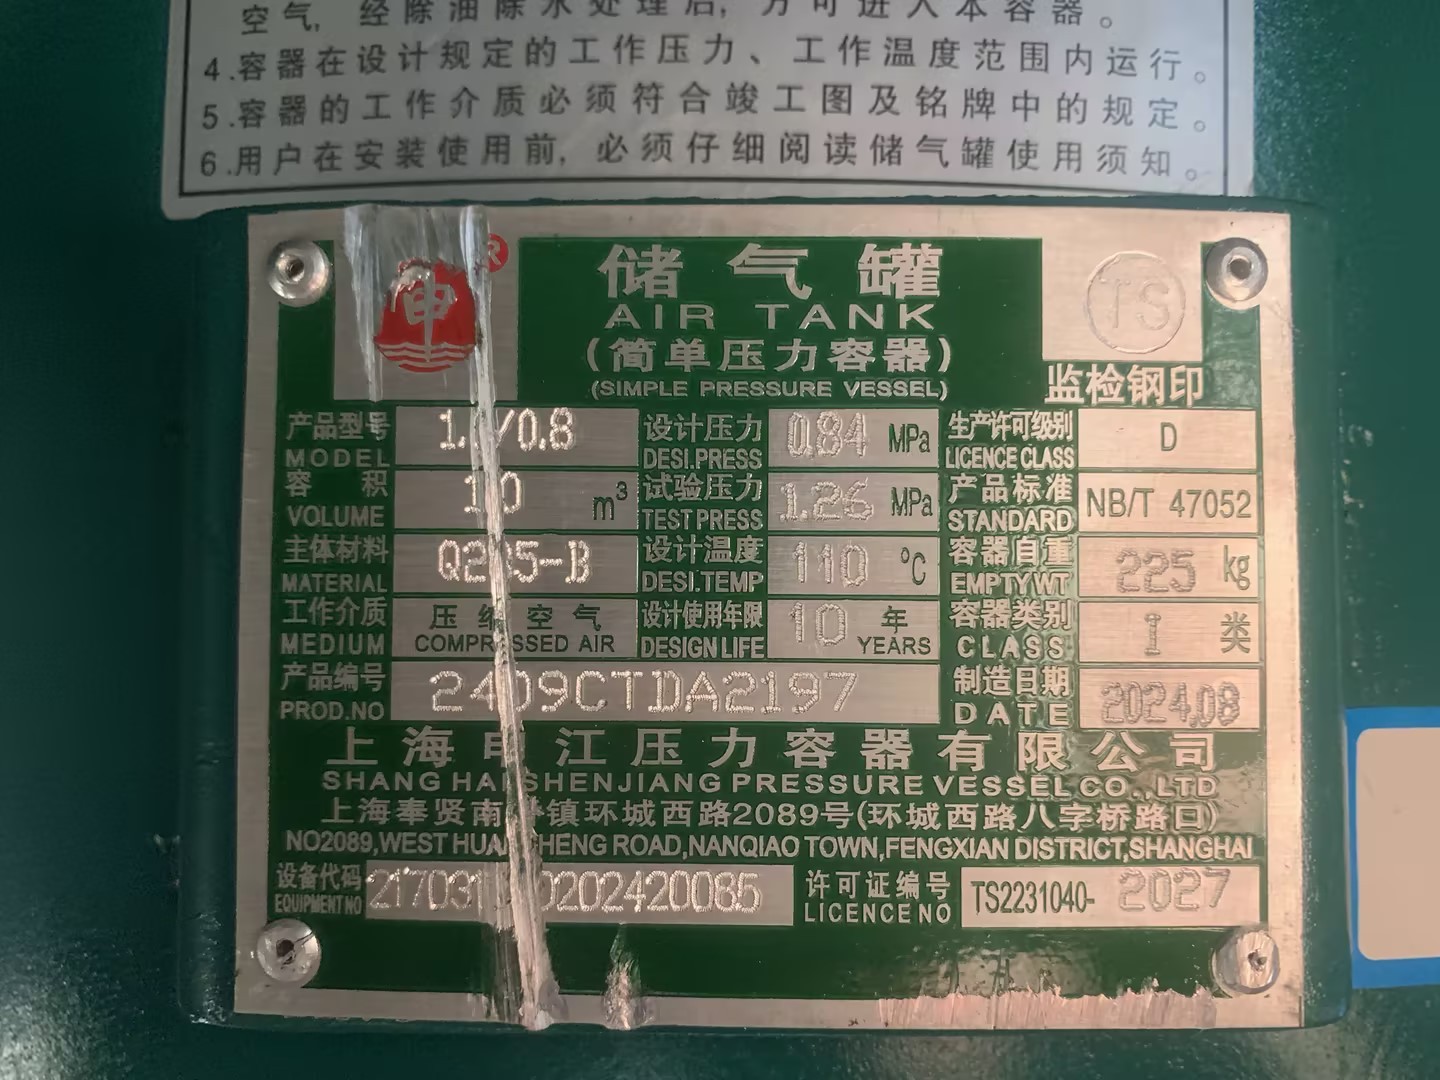 空气，经除油除水处理后，方可进入本容器。
4.容器在设计规定的工作压力、工作温度范围内运行。
5.容器的工作介质必须符合竣工图及铭牌中的规定。
6.用户在安装使用前，必须仔细阅读储气罐使用须知。
申 R
储气罐
AIR TANK
(简单压力容器)
(SIMPLE PRESSURE VESSEL)
TS
监检钢印
产品型号 MODEL /0.8 设计压力 DESI.PRESS 0.84 MPa 生产许可级别 LICENCE CLASS D
容积 VOLUME m³ 试验压力 TEST PRESS 1.26 MPa 产品标准 STANDARD NB/T 47052
主体材料 MATERIAL 设计温度 DESI.TEMP 110 ℃ 容器自重 EMPTYWT 225 kg
工作介质 MEDIUM 压缩空气 COMPRESSED AIR 设计使用年限 DESIGN LIFE 10 年 YEARS 容器类别 CLASS I 类
产品编号 PROD.NO 2409CTDA2197 制造日期 DATE 2024.08
上海申江压力容器有限公司
SHANG HAI SHENJIANG PRESSURE VESSEL CO.,LTD
上海奉贤南桥镇环城西路2089号(环城西路八字桥路口)
NO2089,WEST HUANCHENG ROAD,NANQIAO TOWN,FENGXIAN DISTRICT,SHANGHAI
设备代码 EQUIPMENT NO 许可证编号 LICENCE NO TS2231040-2027